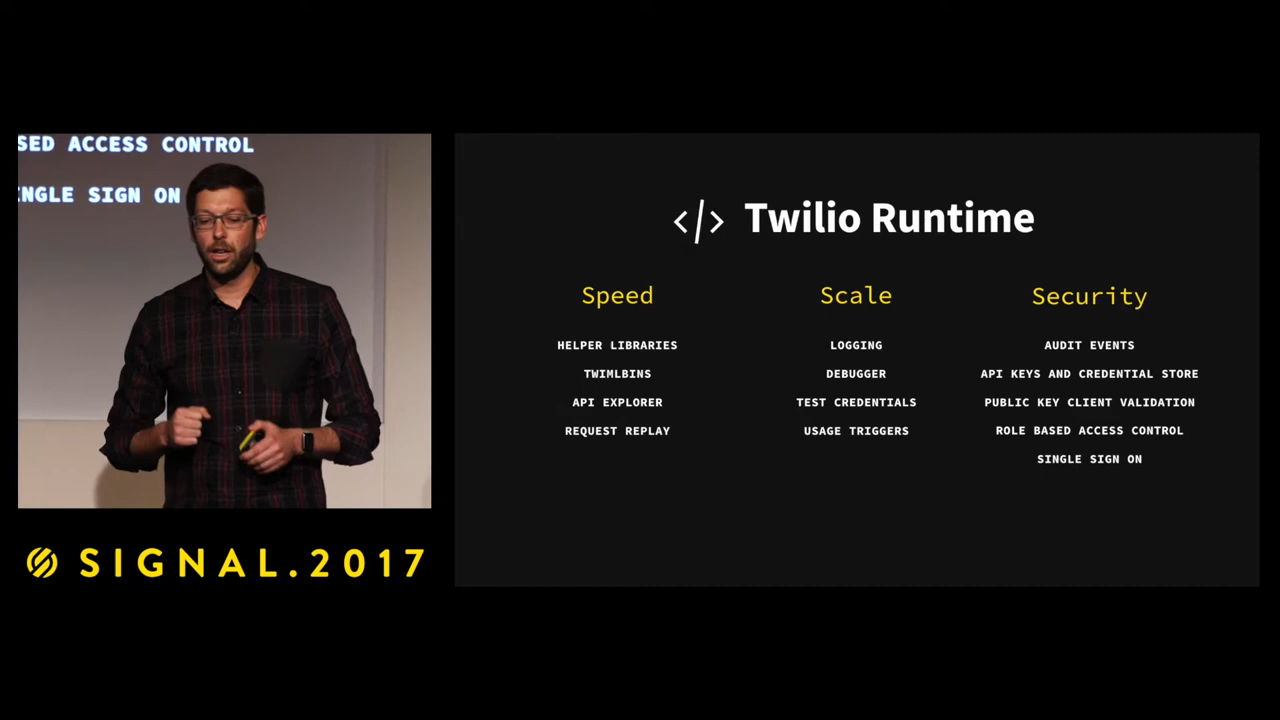 SED ACCESS CONTROL
INGLE SIGN ON
SIGNAL.2017
</> Twilio Runtime
Speed
HELPER LIBRARIES
TWIMLBINS
API EXPLORER
REQUEST REPLAY
Scale
LOGGING
DEBUGGER
TEST CREDENTIALS
USAGE TRIGGERS
Security
AUDIT EVENTS
API KEYS AND CREDENTIAL STORE
PUBLIC KEY CLIENT VALIDATION
ROLE BASED ACCESS CONTROL
SINGLE SIGN ON